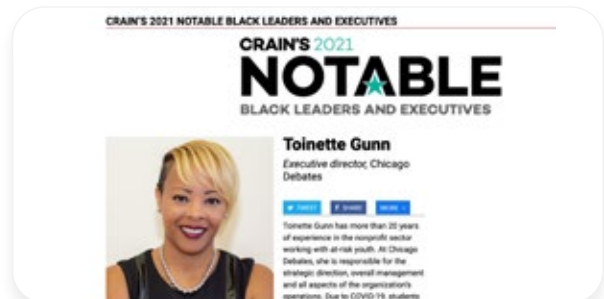 CRAIN'S 2021 NOTABLE BLACK LEADERS AND EXECUTIVES
CRAIN'S 2021
NOTABLE
BLACK LEADERS AND EXECUTIVES
Toinette Gunn
Executive director, Chicago
Debates
TWEET SHARE MORE
Toinette Gunn has more than 20 years
of experience in the nonprofit sector
working with at-risk youth. At Chicago
Debates, she is responsible for the
strategic direction, overall management
and all aspects of the organization's
operations. Due to COVID-19, students